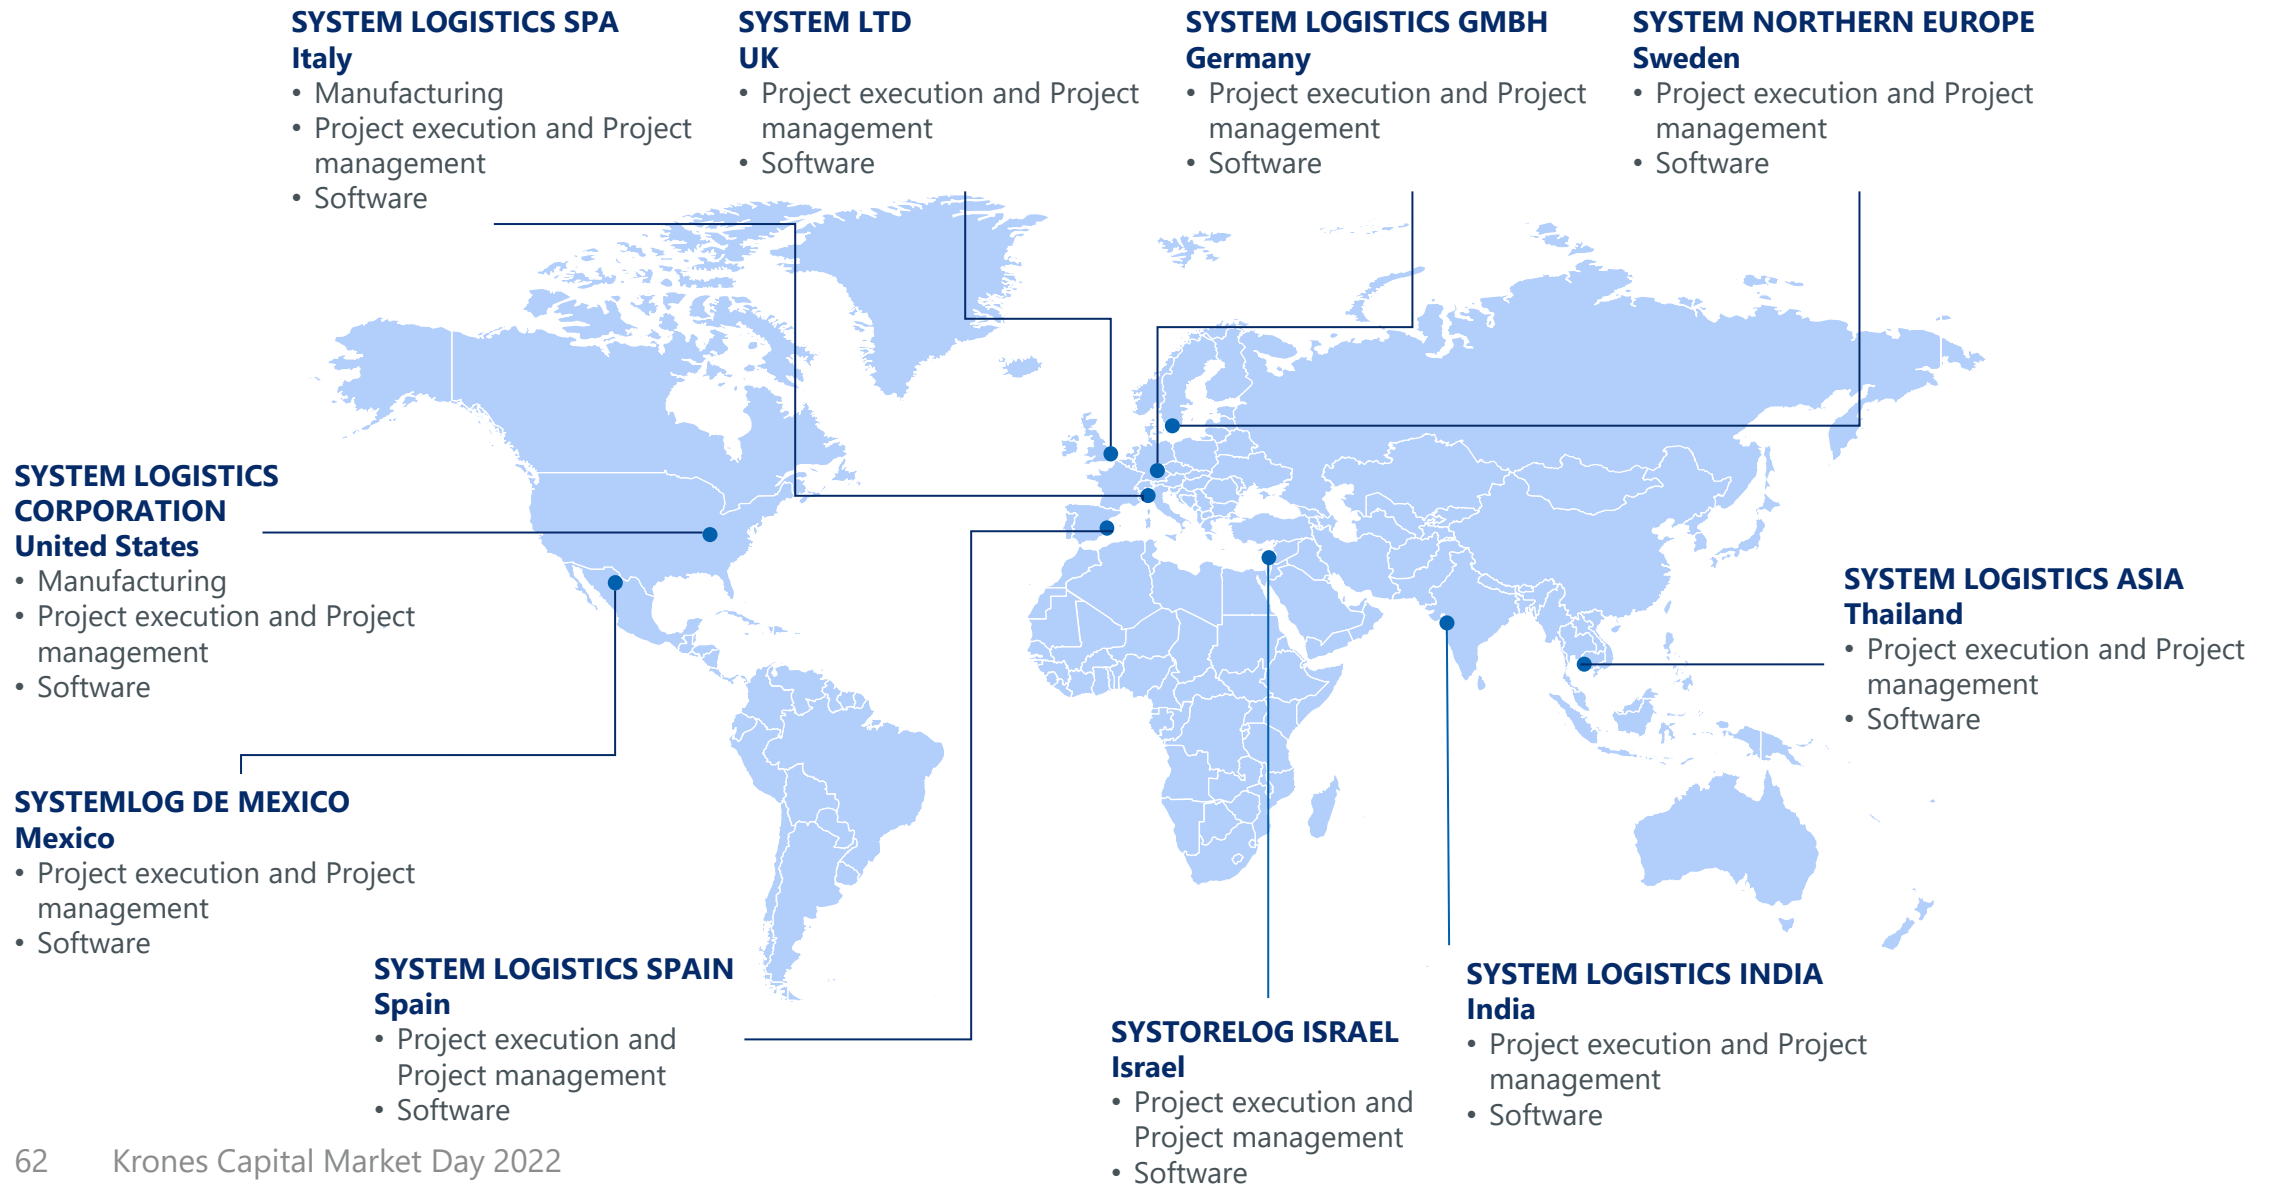 SYSTEM LOGISTICS SPA
Italy
• Manufacturing
• Project execution and Project
management
• Software
SYSTEM LTD
UK
• Project execution and Project
management
• Software
SYSTEM LOGISTICS GMBH
Germany
• Project execution and Project
management
• Software
SYSTEM NORTHERN EUROPE
Sweden
• Project execution and Project
management
• Software
SYSTEM LOGISTICS
CORPORATION
United States
• Manufacturing
• Project execution and Project
management
• Software
SYSTEM LOGISTICS ASIA
Thailand
• Project execution and Project
management
• Software
SYSTEMLOG DE MEXICO
Mexico
• Project execution and Project
management
• Software
SYSTEM LOGISTICS SPAIN
Spain
• Project execution and
Project management
• Software
SYSTORELOG ISRAEL
Israel
• Project execution and
Project management
• Software
SYSTEM LOGISTICS INDIA
India
• Project execution and Project
management
• Software
62 Krones Capital Market Day 2022